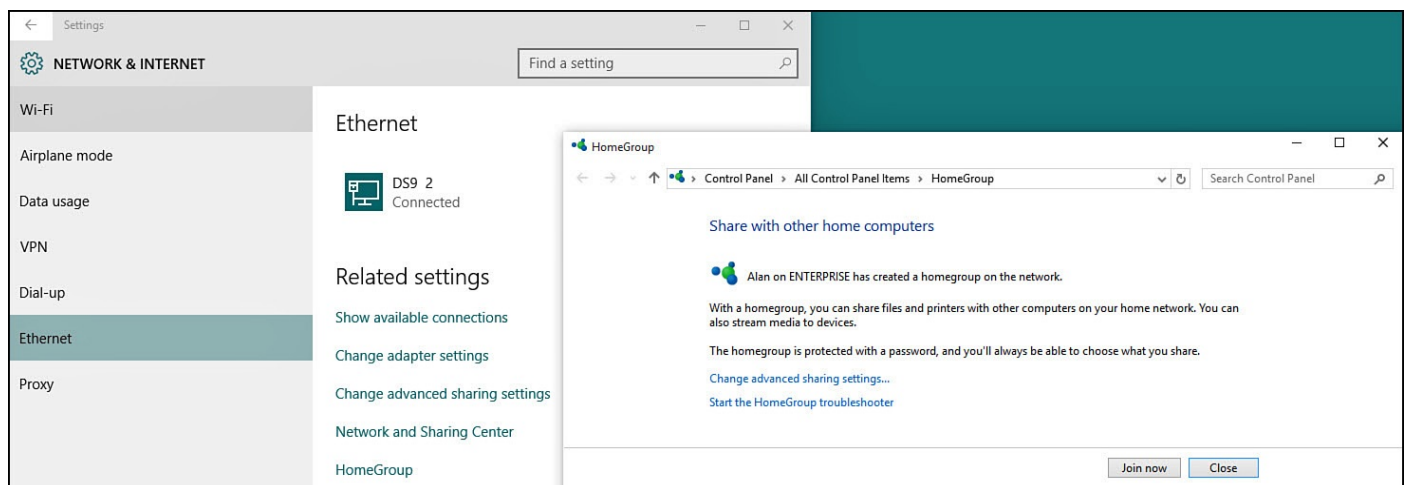 Settings
NETWORK & INTERNET
Find a setting
Wi-Fi
Airplane mode
Data usage
VPN
Dial-up
Ethernet
Proxy
Ethernet
DS9 2
Connected
Related settings
Show available connections
Change adapter settings
Change advanced sharing settings
Network and Sharing Center
HomeGroup
HomeGroup
Control Panel > All Control Panel Items > HomeGroup
Search Control Panel
Share with other home computers
Alan on ENTERPRISE has created a homegroup on the network.
With a homegroup, you can share files and printers with other computers on your home network. You can
also stream media to devices.
The homegroup is protected with a password, and you'll always be able to choose what you share.
Change advanced sharing settings...
Start the HomeGroup troubleshooter
Join now
Close